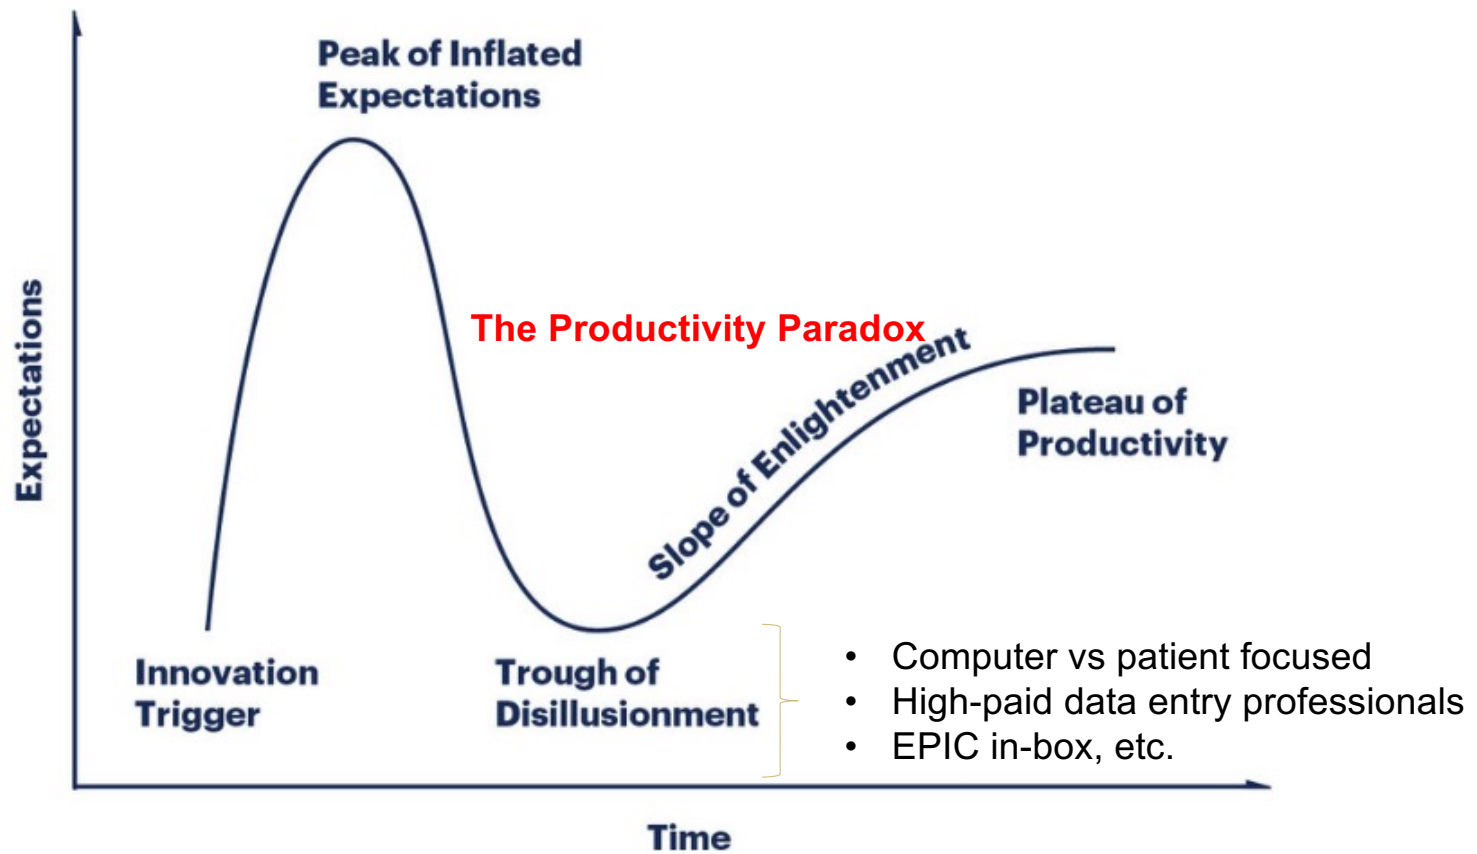 Peak of Inflated
Expectations
The Productivity Paradox
Slope of Enlightenment
Plateau of
Productivity
Expectations
Innovation
Trigger
Trough of
Disillusionment
• Computer vs patient focused
• High-paid data entry professionals
• EPIC in-box, etc.
Time